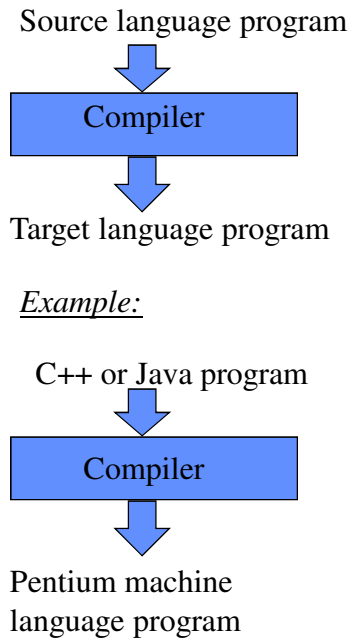 Source language program
Compiler
Target language program
Example:
C++ or Java program
Compiler
Pentium machine
language program